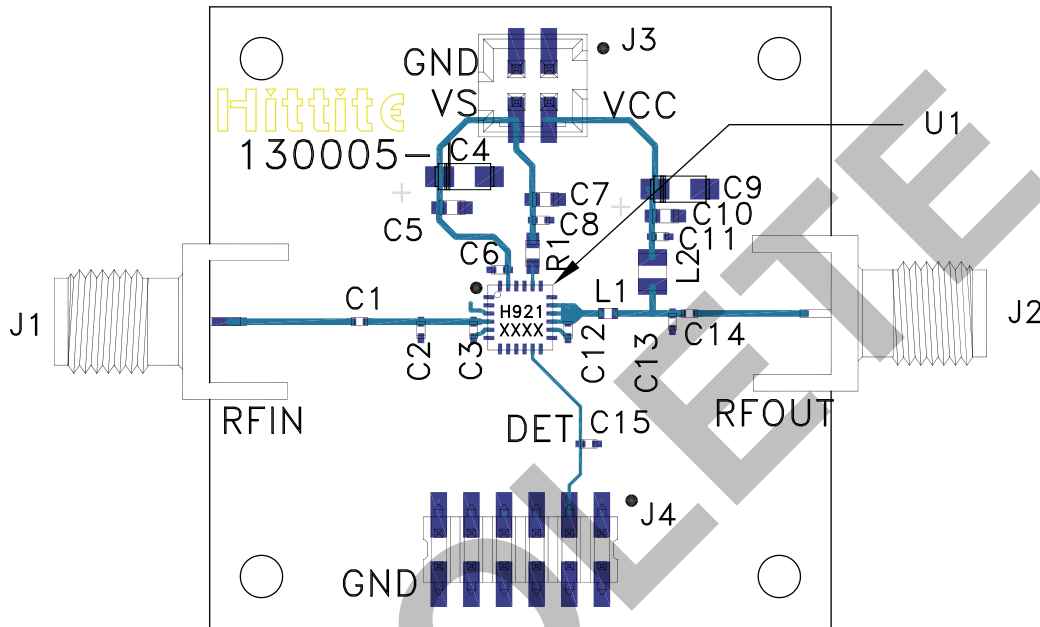 J3
GND
VS
VCC
Hittite
U1
130005-
C4
C7
C9
C8
C10
C5
C11
R1
C6
L2
L1
H921
XXXX
J1
C1
J2
C2
C3
C12
C13
C14
RFIN
DET
C15
RFOUT
J4
GND
OLETE